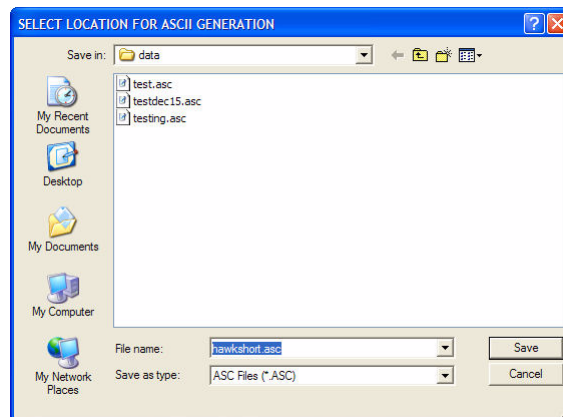 SELECT LOCATION FOR ASCII GENERATION
Save in: data
test.asc
testdec15.asc
testing.asc
My Recent
Documents
Desktop
My Documents
My Computer
My Network
Places
File name: hawkshort.asc Save
Save as type: ASC Files (*.ASC) Cancel